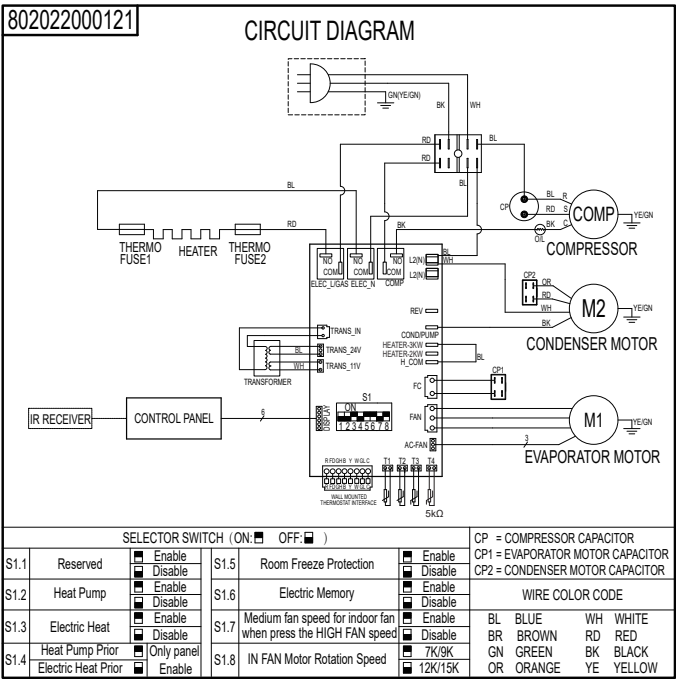 802022000121
CIRCUIT DIAGRAM
GN(YE/GN)
BK
WH
RD
RD
BL
BL
BL
CP
BL R
RD S
BK C
COMP
YE/GN
O/L
COMPRESSOR
RD
BK
THERMO
FUSE1
HEATER
THERMO
FUSE2
NO
NO
NO
COM
COM
COM
ELEC_L/GAS
ELEC_N
COMP
BL
L2(N)
WH
L2(N)
CP2
OR
RD
WH
BK
M2
YE/GN
CONDENSER MOTOR
REV
TRANS_IN
COND/PUMP
HEATER-3KW
HEATER-2KW
H_COM
BL
BL
TRANS_24V
WH
TRANS_11V
TRANSFORMER
CP1
FC
S1
ON
1 2 3 4 5 6 7 8
IR RECEIVER
CONTROL PANEL
6
DISPLAY
FAN
M1
YE/GN
AC-FAN
3
EVAPORATOR MOTOR
RFDGHB Y WGLC
T1
T2
T3
T4
RFDGHB Y WGLC
WALL MOUNTED
THERMOSTAT INTERFACE
5kΩ
SELECTOR SWITCH (ON: OFF: )
S1.1 Reserved Enable
Disable
S1.2 Heat Pump Enable
Disable
S1.3 Electric Heat Enable
Disable
S1.4 Heat Pump Prior Only panel
Electric Heat Prior Enable
S1.5 Room Freeze Protection Enable
Disable
S1.6 Electric Memory Enable
Disable
S1.7 Medium fan speed for indoor fan Enable
when press the HIGH FAN speed Disable
S1.8 IN FAN Motor Rotation Speed 7K/9K
12K/15K
CP = COMPRESSOR CAPACITOR
CP1 = EVAPORATOR MOTOR CAPACITOR
CP2 = CONDENSER MOTOR CAPACITOR
WIRE COLOR CODE
BL BLUE WH WHITE
BR BROWN RD RED
GN GREEN BK BLACK
OR ORANGE YE YELLOW